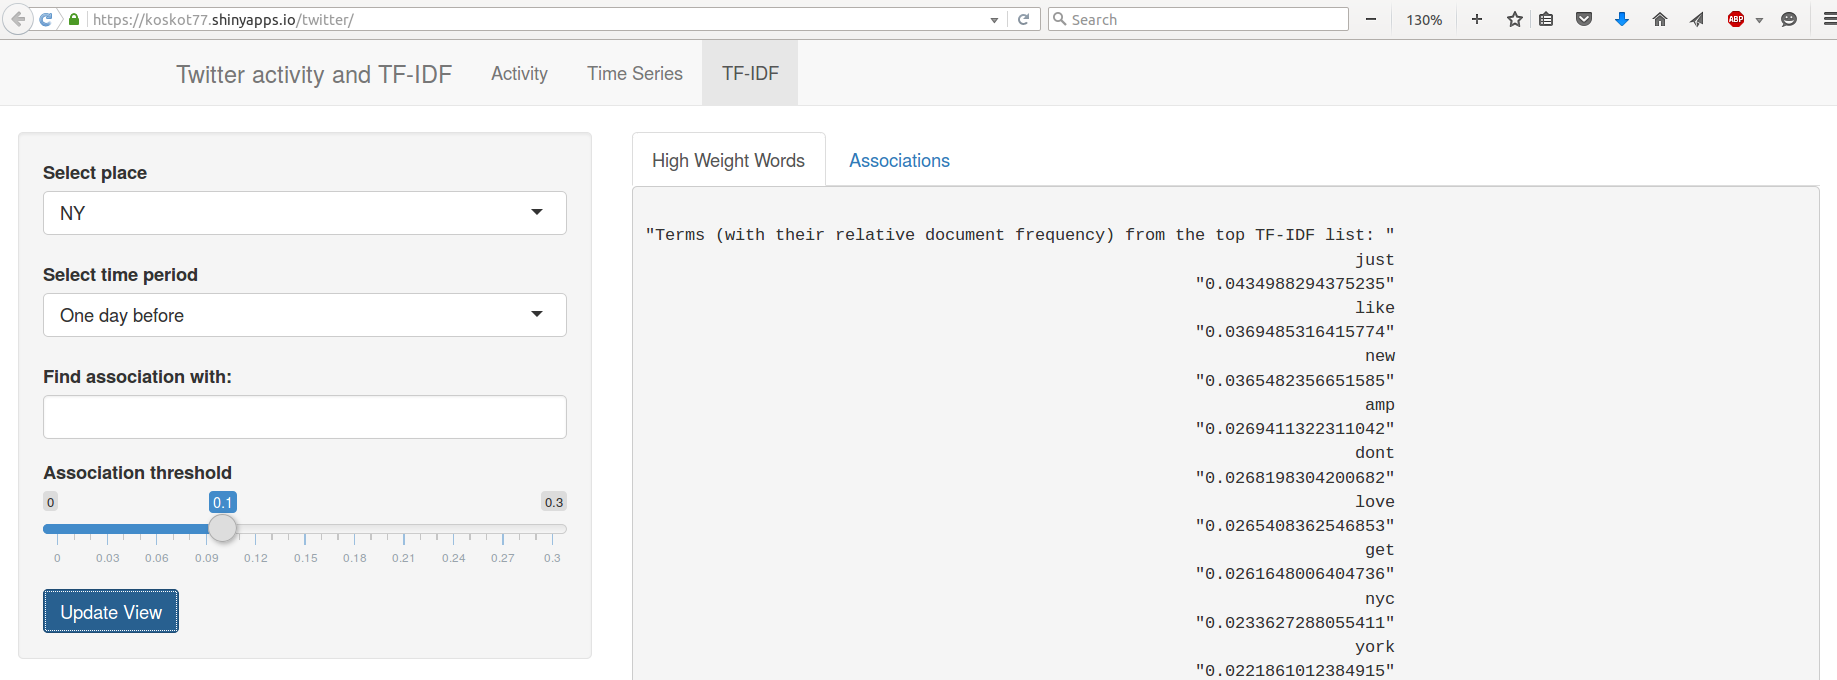 https://koskot77.shinyapps.io/twitter/
Search
130%
ABP
Twitter activity and TF-IDF
Activity
Time Series
TF-IDF
Select place
NY
Select time period
One day before
Find association with:
Association threshold
0
0.1
0.3
0 0.03 0.06 0.09 0.12 0.15 0.18 0.21 0.24 0.27 0.3
Update View
High Weight Words
Associations
"Terms (with their relative document frequency) from the top TF-IDF list: "
just
"0.0434988294375235"
like
"0.0369485316415774"
new
"0.0365482356651585"
amp
"0.0269411322311042"
dont
"0.0268198304200682"
love
"0.0265408362546853"
get
"0.0261648006404736"
nyc
"0.0233627288055411"
york
"0.0221861012384915"